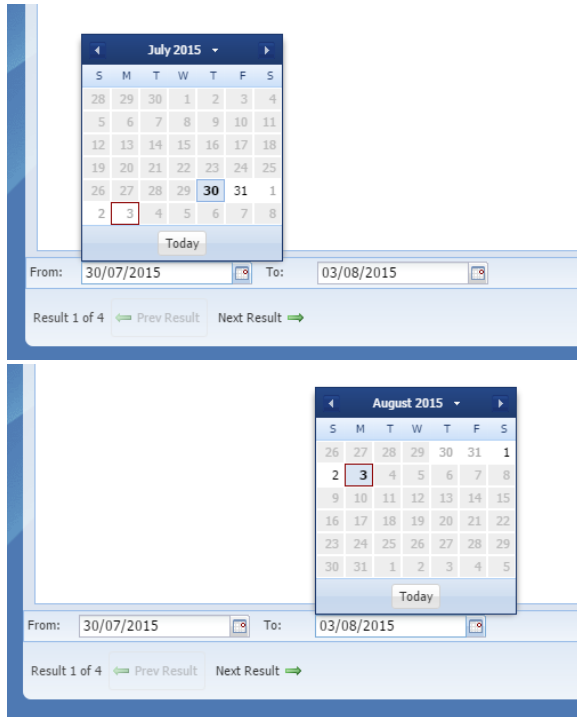 July 2015
S M T W T F S
28 29 30 1 2 3 4
5 6 7 8 9 10 11
12 13 14 15 16 17 18
19 20 21 22 23 24 25
26 27 28 29 30 31 1
2 3 4 5 6 7 8
Today
From: 30/07/2015 To: 03/08/2015
Result 1 of 4 Prev Result Next Result
August 2015
S M T W T F S
26 27 28 29 30 31 1
2 3 4 5 6 7 8
9 10 11 12 13 14 15
16 17 18 19 20 21 22
23 24 25 26 27 28 29
30 31 1 2 3 4 5
Today
From: 30/07/2015 To: 03/08/2015
Result 1 of 4 Prev Result Next Result